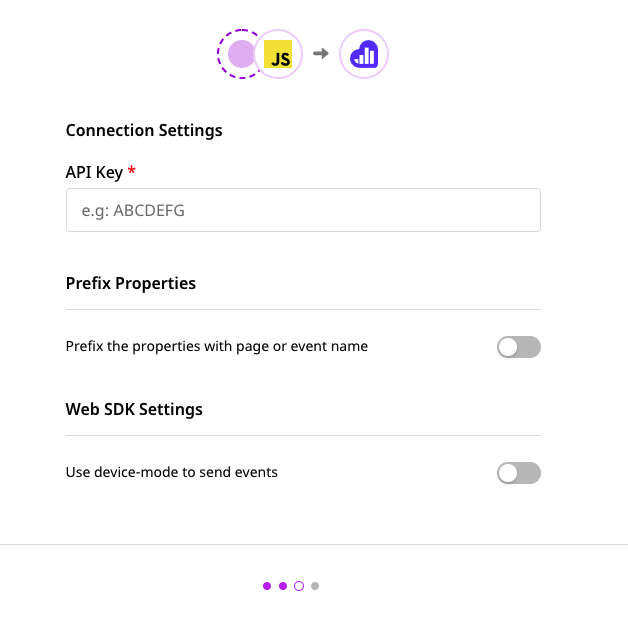 JS
Connection Settings
API Key *
e.g: ABCDEFG
Prefix Properties
Prefix the properties with page or event name
Web SDK Settings
Use device-mode to send events